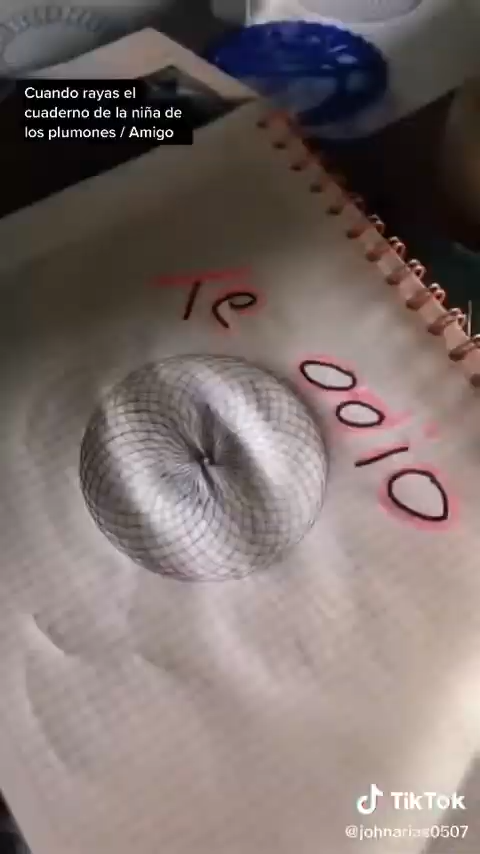 Cuando rayas el
cuaderno de la niña de
los plumones / Amigo
Te
odio
TikTok
@johnarias0507